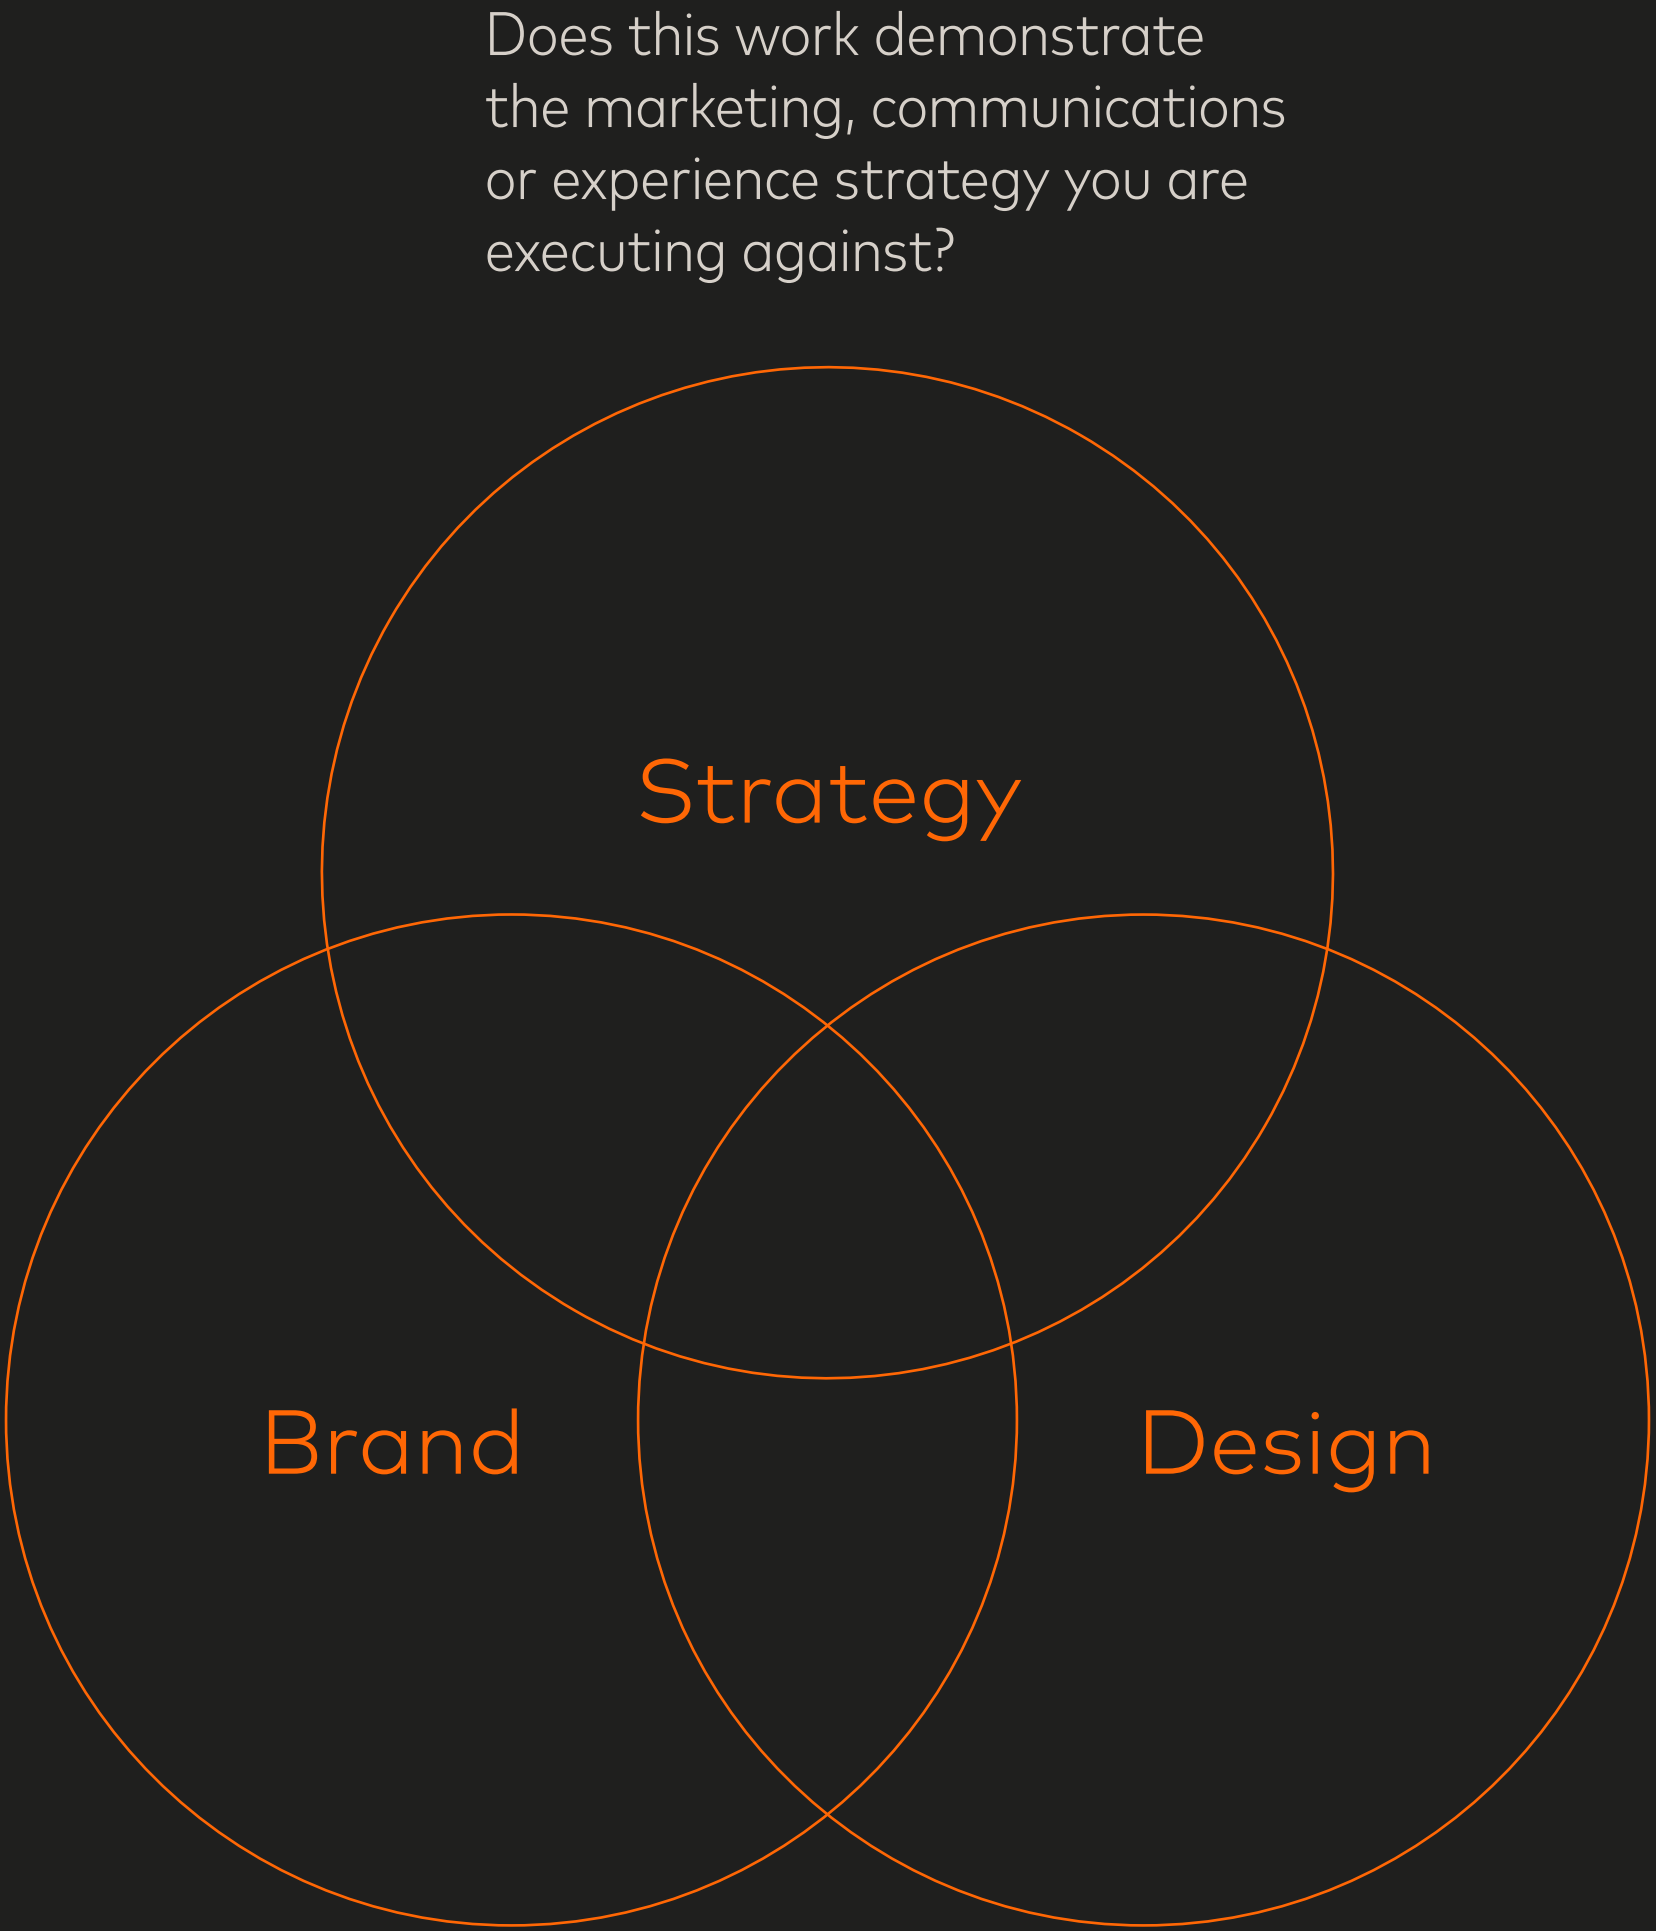 Does this work demonstrate
the marketing, communications
or experience strategy you are
executing against?
Strategy
Brand
Design